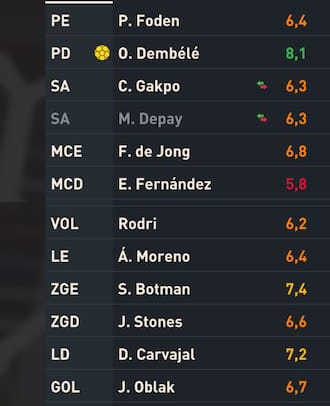 PE P. Foden 6,4
PD O. Dembélé 8,1
SA C. Gakpo 6,3
SA M. Depay 6,3
MCE F. de Jong 6,8
MCD E. Fernández 5,8
VOL Rodri 6,2
LE Á. Moreno 6,4
ZGE S. Botman 7,4
ZGD J. Stones 6,6
LD D. Carvajal 7,2
GOL J. Oblak 6,7